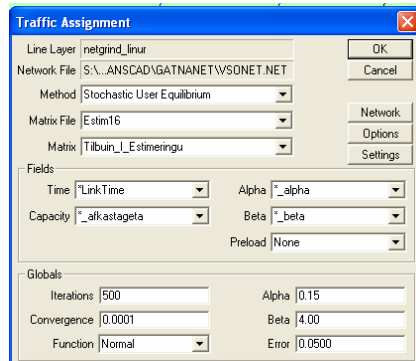 Traffic Assignment
Line Layer netgrind_linur OK
Network File S:\...ANSCAD\GATNANET\VSONET.NET Cancel
Method Stochastic User Equilibrium
Matrix File Estim16 Network
Matrix Tilbuin_I_Estimeringu Options
Settings
Fields
Time *LinkTime Alpha *_alpha
Capacity *_afkastageta Beta *_beta
Preload None
Globals
Iterations 500 Alpha 0.15
Convergence 0.0001 Beta 4.00
Function Normal Error 0.0500